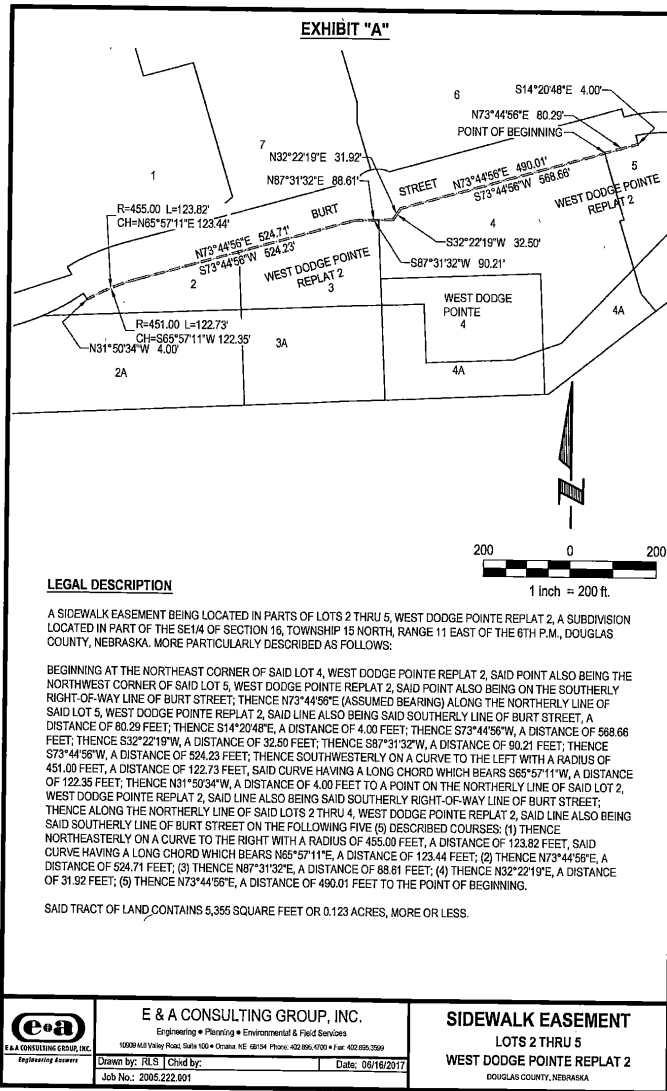 EXHIBIT "A"
6
S14°20'48"E 4.00'
N73°44'56"E 80.29'
POINT OF BEGINNING
7
N32°22'19"E 31.92'
N87°31'32"E 88.61'
1
5
STREET
N73°44'56"E 490.01'
S73°44'56"W 568.66'
WEST DODGE POINTE
REPLAT 2
R=455.00 L=123.82'
CH=N65°57'11"E 123.44'
BURT
4
N73°44'56"E 524.71'
S73°44'56"W 524.23'
S32°22'19"W 32.50'
S87°31'32"W 90.21'
2
WEST DODGE POINTE
REPLAT 2
3
WEST DODGE
POINTE
4
R=451.00 L=122.73'
CH=S65°57'11"W 122.35'
N31°50'34"W 4.00'
4A
3A
2A
4A
N
200 0 200
1 inch = 200 ft.
LEGAL DESCRIPTION
A SIDEWALK EASEMENT BEING LOCATED IN PARTS OF LOTS 2 THRU 5, WEST DODGE POINTE REPLAT 2, A SUBDIVISION
LOCATED IN PART OF THE SE1/4 OF SECTION 16, TOWNSHIP 15 NORTH, RANGE 11 EAST OF THE 6TH P.M., DOUGLAS
COUNTY, NEBRASKA. MORE PARTICULARLY DESCRIBED AS FOLLOWS:
BEGINNING AT THE NORTHEAST CORNER OF SAID LOT 4, WEST DODGE POINTE REPLAT 2, SAID POINT ALSO BEING THE
NORTHWEST CORNER OF SAID LOT 5, WEST DODGE POINTE REPLAT 2, SAID POINT ALSO BEING ON THE SOUTHERLY
RIGHT-OF-WAY LINE OF BURT STREET; THENCE N73°44'56"E (ASSUMED BEARING) ALONG THE NORTHERLY LINE OF
SAID LOT 5, WEST DODGE POINTE REPLAT 2, SAID LINE ALSO BEING SAID SOUTHERLY LINE OF BURT STREET, A
DISTANCE OF 80.29 FEET; THENCE S14°20'48"E, A DISTANCE OF 4.00 FEET; THENCE S73°44'56"W, A DISTANCE OF 568.66
FEET; THENCE S32°22'19"W, A DISTANCE OF 32.50 FEET; THENCE S87°31'32"W, A DISTANCE OF 90.21 FEET; THENCE
S73°44'56"W, A DISTANCE OF 524.23 FEET; THENCE SOUTHWESTERLY ON A CURVE TO THE LEFT WITH A RADIUS OF
451.00 FEET, A DISTANCE OF 122.73 FEET, SAID CURVE HAVING A LONG CHORD WHICH BEARS S65°57'11"W, A DISTANCE
OF 122.35 FEET; THENCE N31°50'34"W, A DISTANCE OF 4.00 FEET TO A POINT ON THE NORTHERLY LINE OF SAID LOT 2,
WEST DODGE POINTE REPLAT 2, SAID LINE ALSO BEING SAID SOUTHERLY RIGHT-OF-WAY LINE OF BURT STREET;
THENCE ALONG THE NORTHERLY LINE OF SAID LOTS 2 THRU 4, WEST DODGE POINTE REPLAT 2, SAID LINE ALSO BEING
SAID SOUTHERLY LINE OF BURT STREET ON THE FOLLOWING FIVE (5) DESCRIBED COURSES: (1) THENCE
NORTHEASTERLY ON A CURVE TO THE RIGHT WITH A RADIUS OF 455.00 FEET, A DISTANCE OF 123.82 FEET, SAID
CURVE HAVING A LONG CHORD WHICH BEARS N65°57'11"E, A DISTANCE OF 123.44 FEET; (2) THENCE N73°44'56"E, A
DISTANCE OF 524.71 FEET; (3) THENCE N87°31'32"E, A DISTANCE OF 88.61 FEET; (4) THENCE N32°22'19"E, A DISTANCE
OF 31.92 FEET; (5) THENCE N73°44'56"E, A DISTANCE OF 490.01 FEET TO THE POINT OF BEGINNING.
SAID TRACT OF LAND CONTAINS 5,355 SQUARE FEET OR 0.123 ACRES, MORE OR LESS.
e&a
E & A CONSULTING GROUP, INC.
Engineering Answers
E & A CONSULTING GROUP, INC.
Engineering • Planning • Environmental & Field Services
10909 Mill Valley Road, Suite 100 • Omaha, NE 68154 Phone: 402.895.4700 • Fax: 402.895.3599
Drawn by: RLS Chkd by: Date: 06/16/2017
Job No.: 2005.222.001
SIDEWALK EASEMENT
LOTS 2 THRU 5
WEST DODGE POINTE REPLAT 2
DOUGLAS COUNTY, NEBRASKA